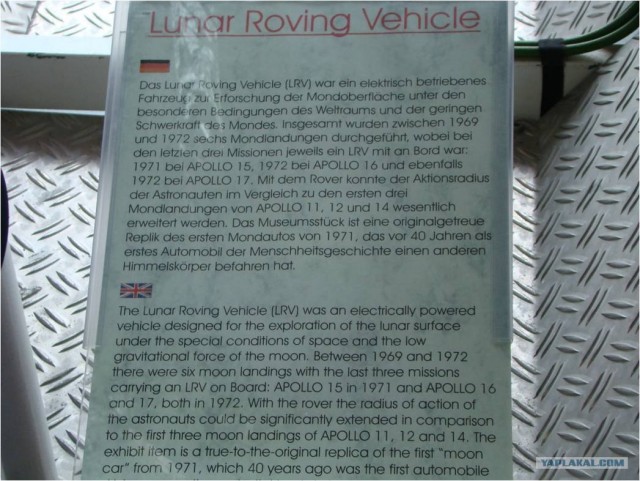 Lunar Roving Vehicle
Das Lunar Roving Vehicle (LRV) war ein elektrisch betriebenes
Fahrzeug zur Erforschung der Mondoberfläche unter den
besonderen Bedingungen des Weltraums und der geringen
Schwerkraft des Mondes. Insgesamt wurden zwischen 1969
und 1972 sechs Mondlandungen durchgeführt, wobei bei
den letzten drei Missionen jeweils ein LRV mit an Bord war:
1971 bei APOLLO 15, 1972 bei APOLLO 16 und ebenfalls
1972 bei APOLLO 17. Mit dem Rover konnte der Aktionsradius
der Astronauten im Vergleich zu den ersten drei
Mondlandungen von APOLLO 11, 12 und 14 wesentlich
erweitert werden. Das Museumsstück ist eine originalgetreue
Replik des ersten Mondautos von 1971, das vor 40 Jahren als
erstes Automobil der Menschheitsgeschichte einen anderen
Himmelskörper befahren hat.
The Lunar Roving Vehicle (LRV) was an electrically powered
vehicle designed for the exploration of the lunar surface
under the special conditions of space and the low
gravitational force of the moon. Between 1969 and 1972
there were six moon landings with the last three missions
carrying an LRV on Board: APOLLO 15 in 1971 and APOLLO 16
and 17, both in 1972. With the rover the radius of action of
the astronauts could be significantly extended in comparison
to the first three moon landings of APOLLO 11, 12 and 14. The
exhibit item is a true-to-the-original replica of the first "moon
car" from 1971, which 40 years ago was the first automobile
YAPLAKAL.COM